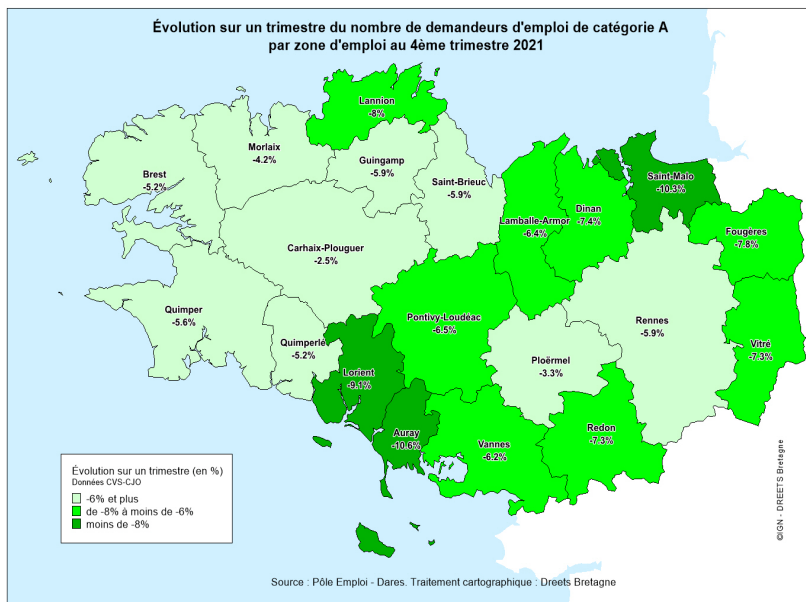 Évolution sur un trimestre du nombre de demandeurs d'emploi de catégorie A
par zone d'emploi au 4ème trimestre 2021
Lannion
-8%
Morlaix
-4.2%
Guingamp
-5.9%
Brest
-5.2%
Saint-Brieuc
-5.9%
Saint-Malo
-10.3%
Dinan
-7.4%
Lamballe-Armor
-6.4%
Fougères
-7.8%
Carhaix-Plouguer
-2.5%
Quimper
-5.6%
Pontivy-Loudéac
-6.5%
Rennes
-5.9%
Quimperlé
-5.2%
Ploërmel
-3.3%
Vitré
-7.3%
Lorient
-9.1%
Auray
-10.6%
Vannes
-6.2%
Redon
-7.3%
Évolution sur un trimestre (en %)
Données CVS-CJO
-6% et plus
de -8% à moins de -6%
moins de -8%
©IGN - DREETS Bretagne
Source : Pôle Emploi - Dares. Traitement cartographique : Dreets Bretagne